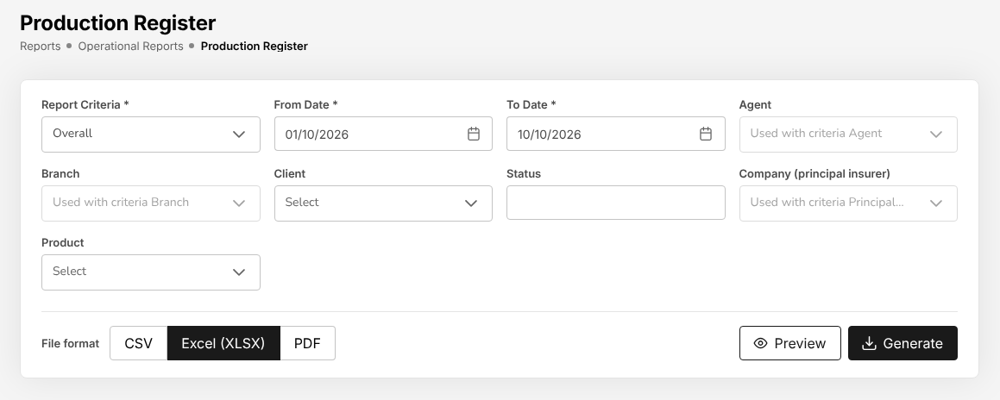 Production Register
Reports • Operational Reports • Production Register
Report Criteria * From Date * To Date * Agent
Overall 01/10/2026 10/10/2026 Used with criteria Agent
Branch Client Status Company (principal insurer)
Used with criteria Branch Select Used with criteria Principal...
Product
Select
File format CSV Excel (XLSX) PDF Preview Generate